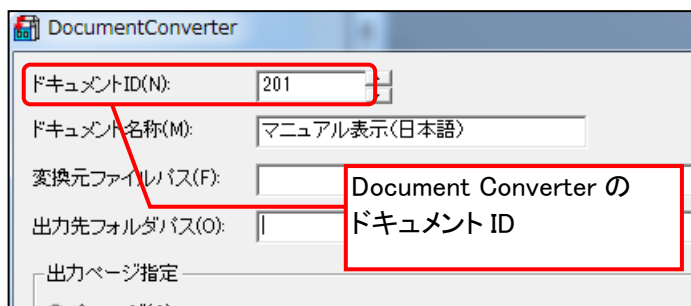 DocumentConverter
ドキュメントID(N):
201
ドキュメント名称(M):
マニュアル表示(日本語)
変換元ファイルパス(F):
出力先フォルダパス(O):
Document Converter の
ドキュメント ID
出力ページ指定